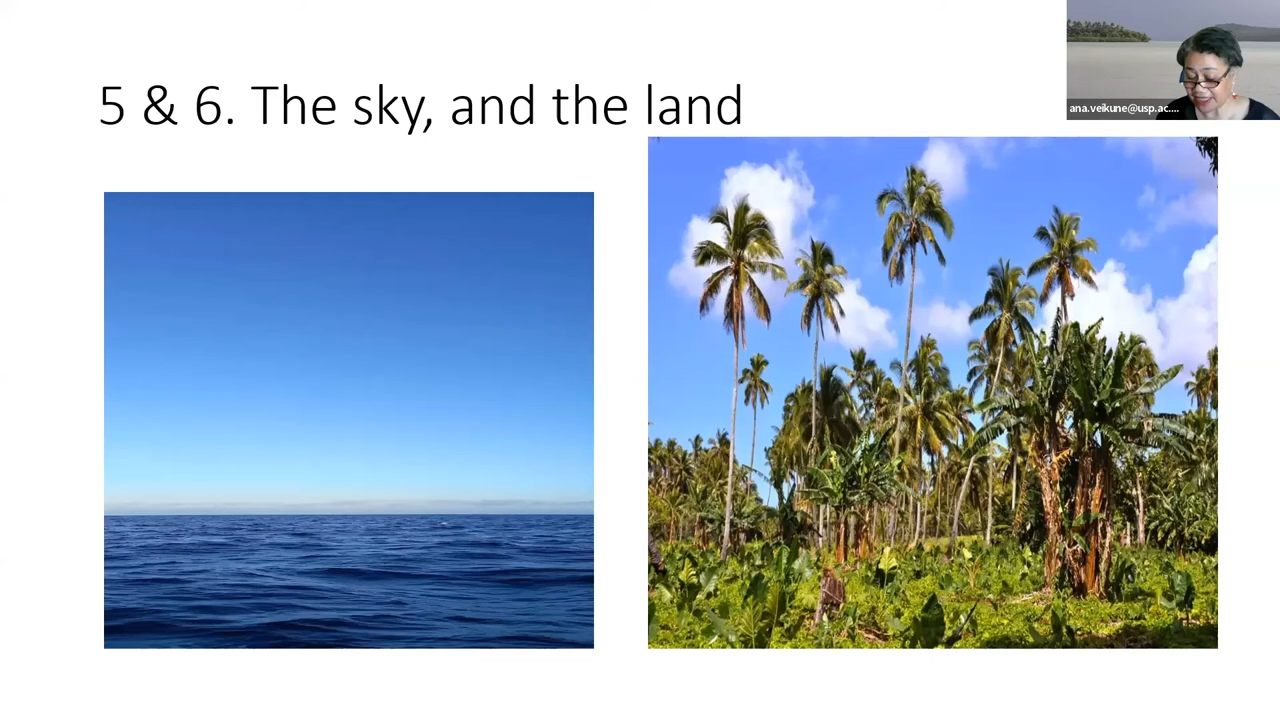 5 & 6. The sky, and the land
ana.veikune@usp.ac....